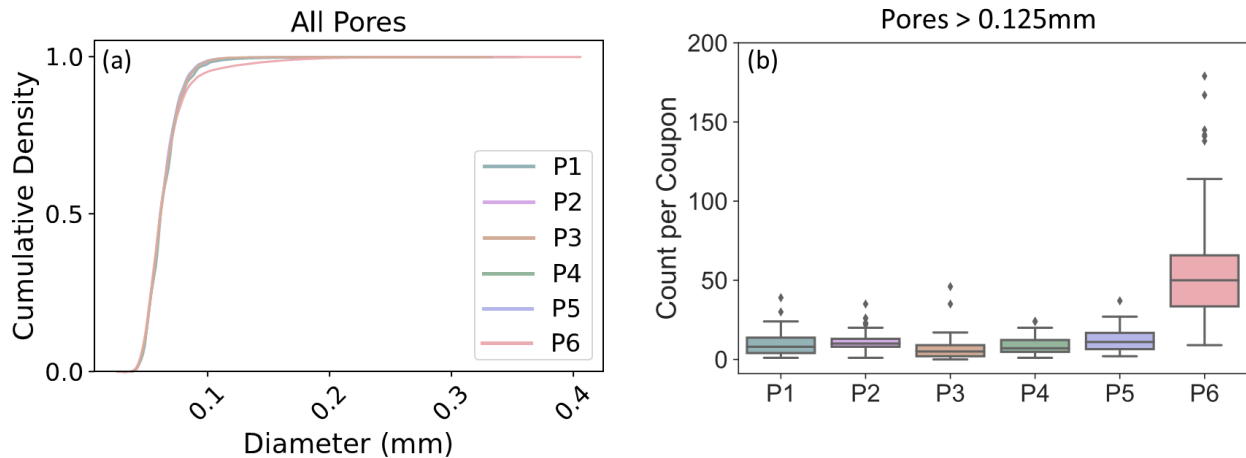 All Pores
(a)
Cumulative Density
1.0
0.5
0.0
0.1
0.2
0.3
0.4
Diameter (mm)
P1
P2
P3
P4
P5
P6
Pores > 0.125mm
(b)
Count per Coupon
200
150
100
50
0
P1 P2 P3 P4 P5 P6